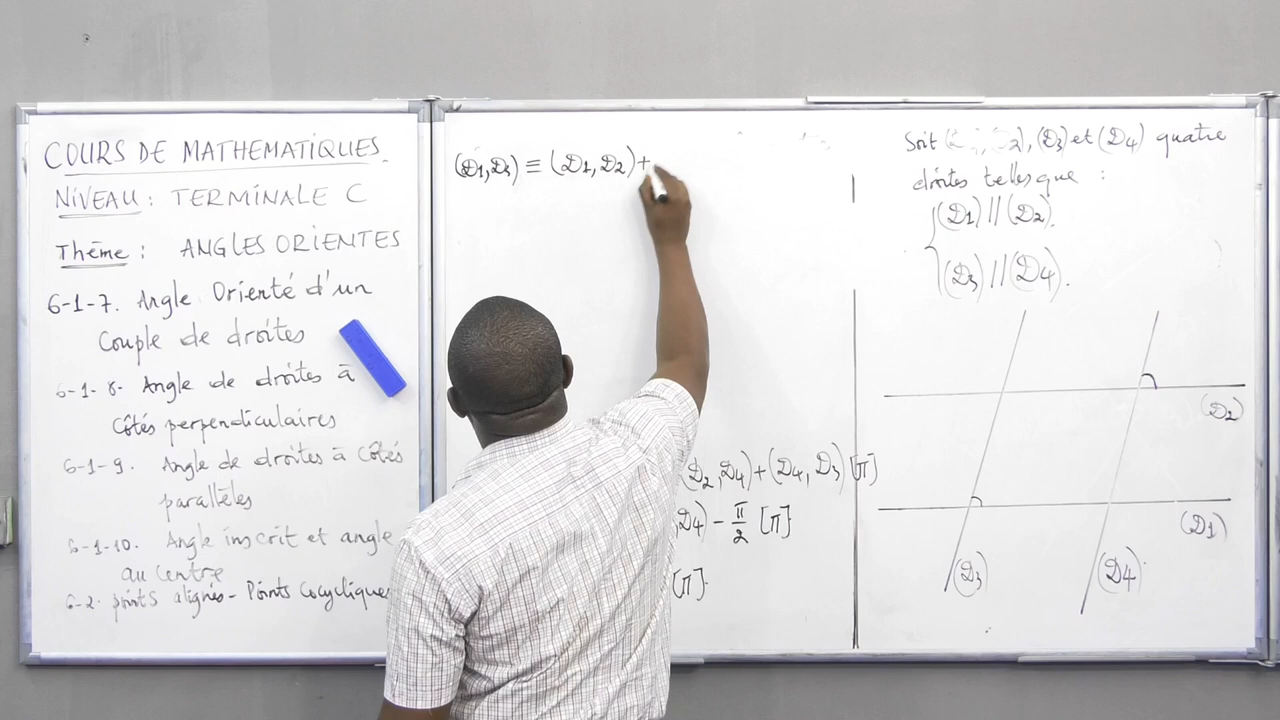 COURS DE MATHEMATIQUES
NIVEAU : TERMINALE C
Thème : ANGLES ORIENTES
6-1-7. Angle Orienté d'un
Couple de droites
6-1-8- Angle de droites à
Côtés perpendiculaires
6-1-9. Angle de droites à Côtés
parallèles
6-1-10. Angle inscrit et angle
au Centre
6-2- points alignés - Points Cocycliques
(D1,D3) ≡ (D1,D2)+
D2,D4)+(D4,D3)[π]
D4) - π/2 [π]
[π].
Soit (D1), (D2), (D3) et (D4) quatre
droites telles que :
(D1) // (D2).
(D3) // (D4).
(D2)
(D1)
(D3)
(D4)